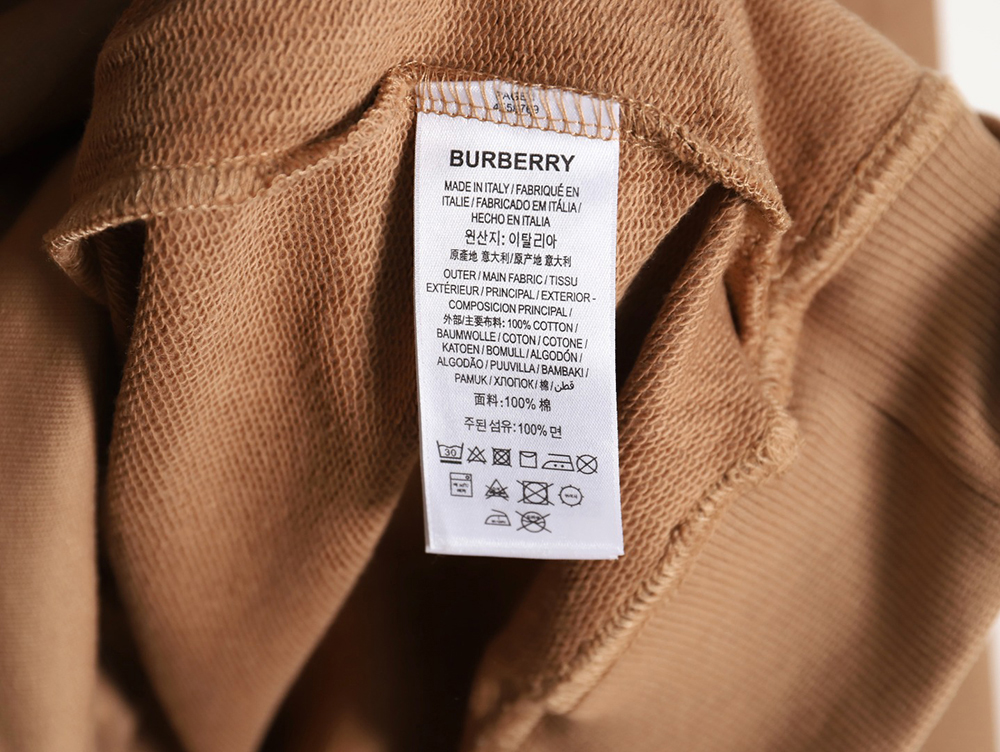 BURBERRY
MADE IN ITALY / FABRIQUÉ EN
ITALIE / FABRICADO EM ITÁLIA /
HECHO EN ITALIA
원산지: 이탈리아
原產地 意大利/原产地 意大利
OUTER / MAIN FABRIC / TISSU
EXTÉRIEUR / PRINCIPAL / EXTERIOR -
COMPOSICION PRINCIPAL /
外部/主要布料: 100% COTTON /
BAUMWOLLE / COTON / COTONE /
KATOEN / BOMULL / ALGODÓN /
ALGODÃO / PUUVILLA / BAMBAKI /
PAMUK / ХЛОПОК / 棉 / قطن
面料:100% 棉
주된 섬유: 100% 면
30